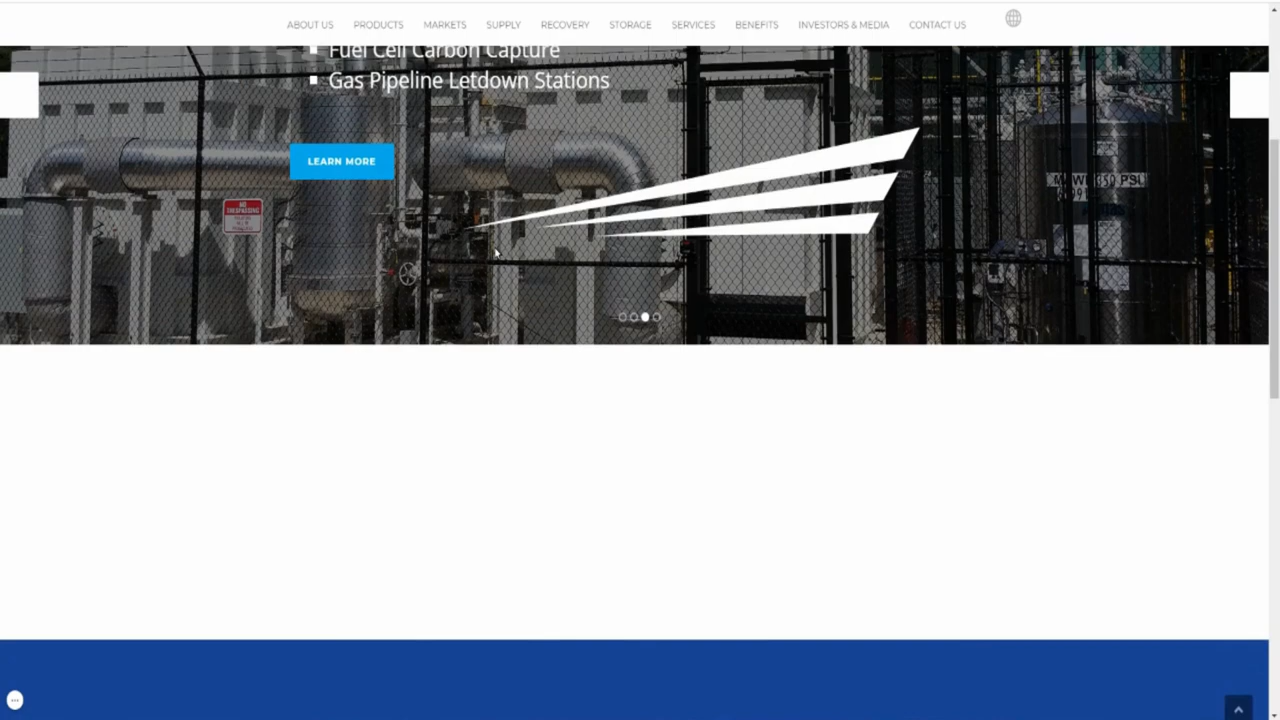 ABOUT US PRODUCTS MARKETS SUPPLY RECOVERY STORAGE SERVICES BENEFITS INVESTORS & MEDIA CONTACT US
Fuel Cell Carbon Capture
Gas Pipeline Letdown Stations
LEARN MORE
NO
TRESPASSING